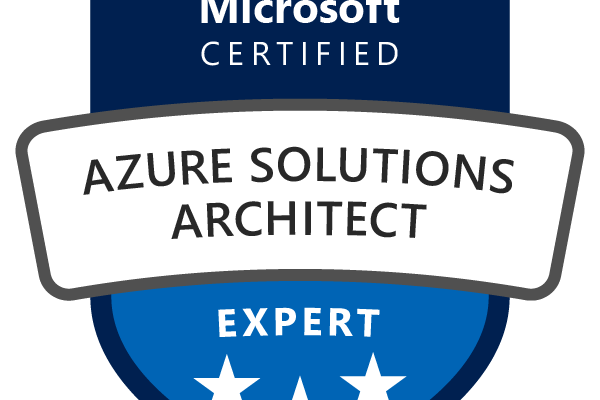 Microsoft
CERTIFIED
AZURE SOLUTIONS
ARCHITECT
EXPERT